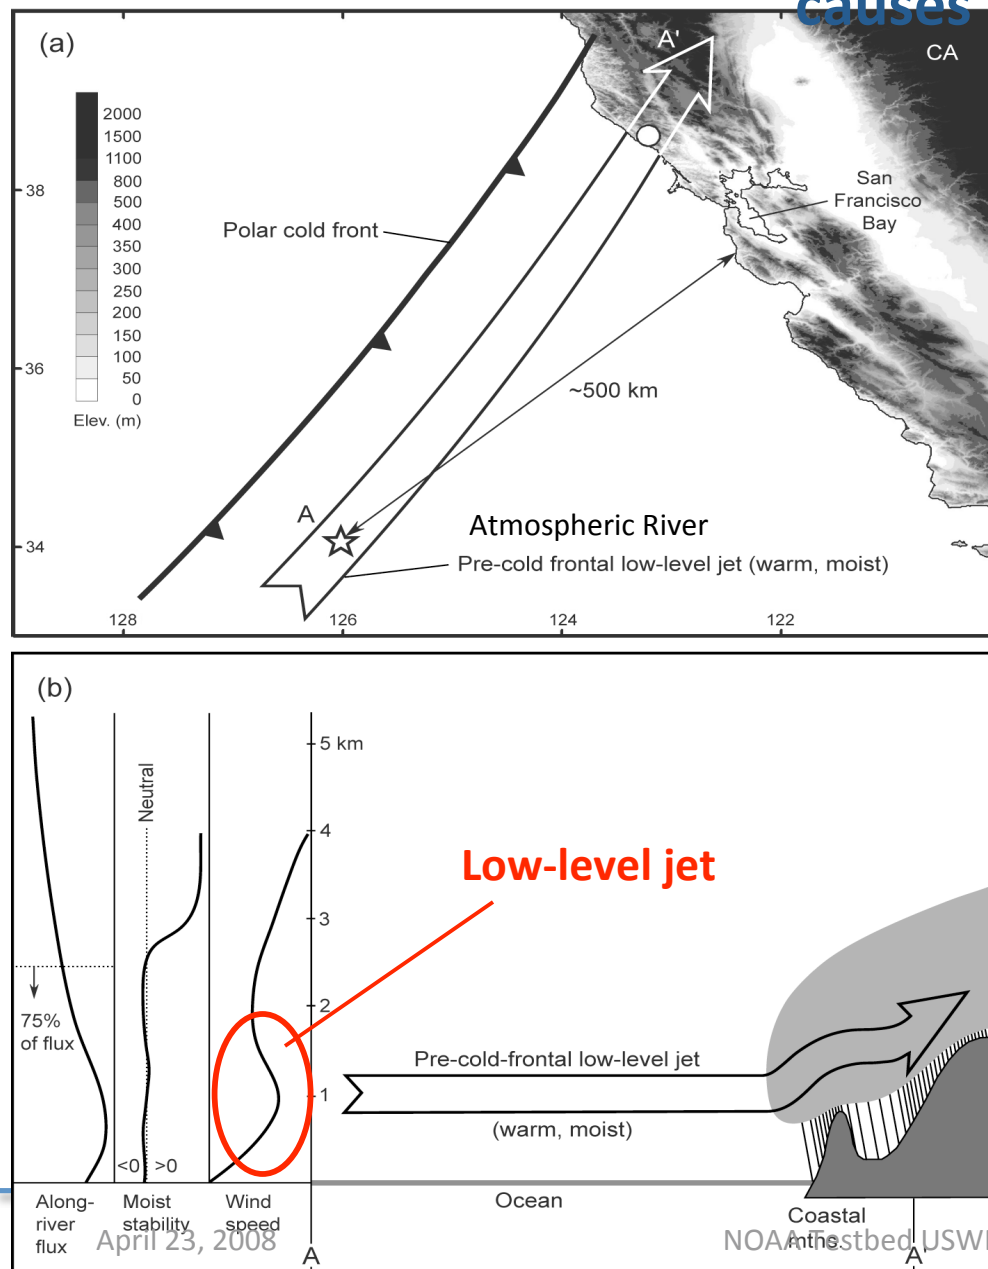 causes
(a)
A'
CA
2000
1500
1100
800
500
400
350
300
250
200
150
100
50
0
Elev. (m)
38
36
34
Polar cold front
San
Francisco
Bay
~500 km
A
Atmospheric River
Pre-cold frontal low-level jet (warm, moist)
128
126
124
122
(b)
5 km
4
3
2
1
Neutral
75%
of flux
<0
>0
Low-level jet
Pre-cold-frontal low-level jet
(warm, moist)
Along-
river
flux
Moist
stability
Wind
speed
Ocean
Coastal
mtns.
A
A'
April 23, 2008
NOAA Testbed USWR